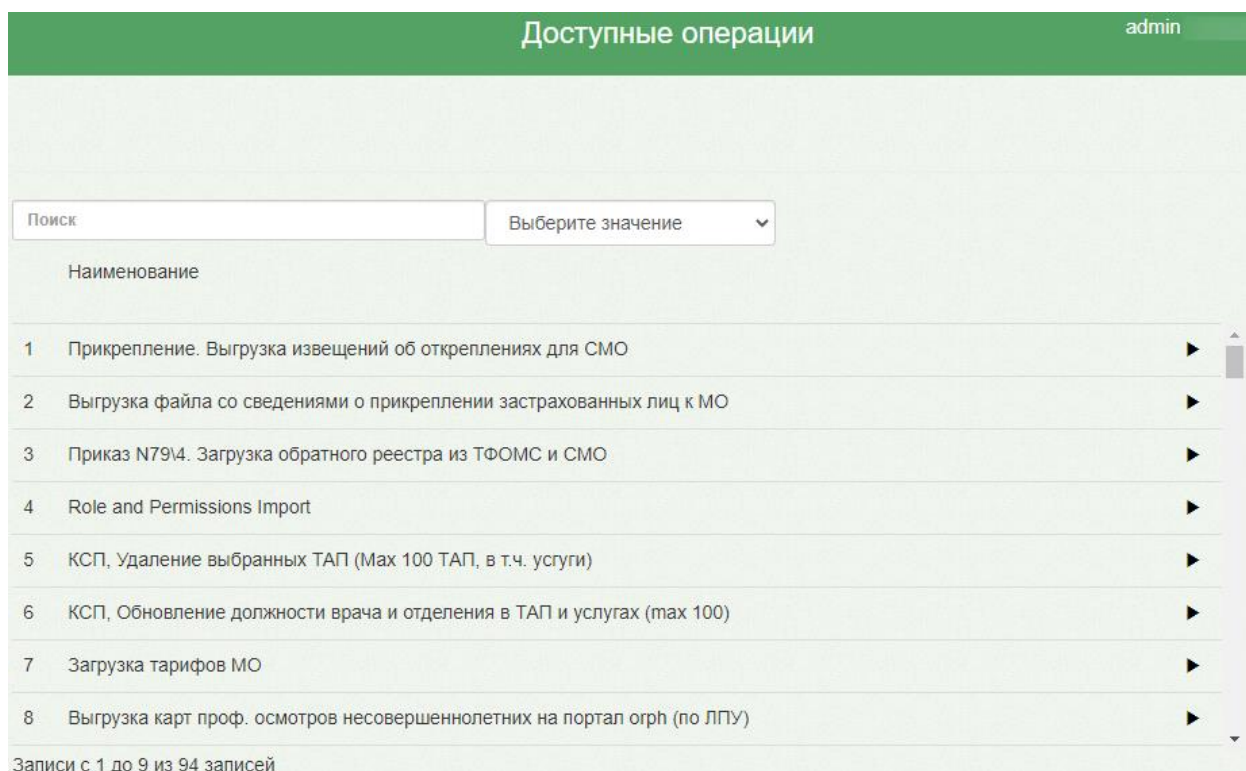 Доступные операции
admin
Поиск
Выберите значение
Наименование
1 Прикрепление. Выгрузка извещений об откреплениях для СМО
2 Выгрузка файла со сведениями о прикреплении застрахованных лиц к МО
3 Приказ N79\4. Загрузка обратного реестра из ТФОМС и СМО
4 Role and Permissions Import
5 КСП, Удаление выбранных ТАП (Max 100 ТАП, в т.ч. усгуги)
6 КСП, Обновление должности врача и отделения в ТАП и услугах (max 100)
7 Загрузка тарифов МО
8 Выгрузка карт проф. осмотров несовершеннолетних на портал orph (по ЛПУ)
Записи с 1 до 9 из 94 записей